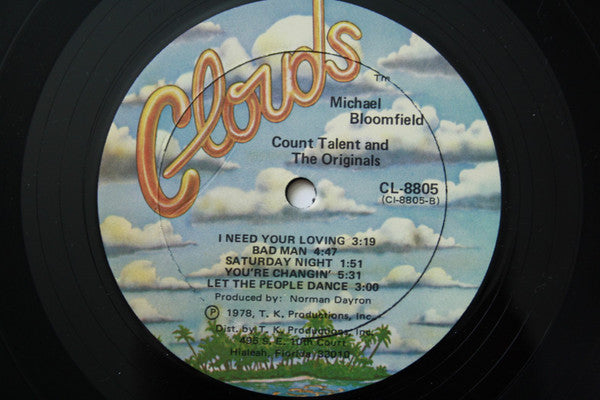 Clouds
Tm
Michael
Bloomfield
Count Talent and
The Originals
CL-8805
(Cl-8805-B)
I NEED YOUR LOVING 3:19
BAD MAN 4:47
SATURDAY NIGHT 1:51
YOU'RE CHANGIN' 5:31
LET THE PEOPLE DANCE 3:00
Produced by: Norman Dayron
Ⓟ 1978, T. K. Productions, Inc.
Dist. by T. K. Productions, Inc.
495 S. E. 10th Court
Hialeah, Florida 33010